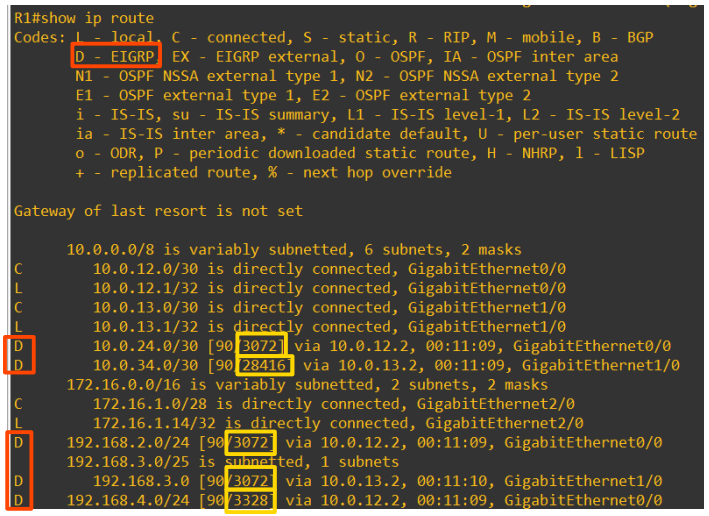 R1#show ip route
Codes: L - local, C - connected, S - static, R - RIP, M - mobile, B - BGP
D - EIGRP, EX - EIGRP external, O - OSPF, IA - OSPF inter area
N1 - OSPF NSSA external type 1, N2 - OSPF NSSA external type 2
E1 - OSPF external type 1, E2 - OSPF external type 2
i - IS-IS, su - IS-IS summary, L1 - IS-IS level-1, L2 - IS-IS level-2
ia - IS-IS inter area, * - candidate default, U - per-user static route
o - ODR, P - periodic downloaded static route, H - NHRP, l - LISP
+ - replicated route, % - next hop override
Gateway of last resort is not set
10.0.0.0/8 is variably subnetted, 6 subnets, 2 masks
C 10.0.12.0/30 is directly connected, GigabitEthernet0/0
L 10.0.12.1/32 is directly connected, GigabitEthernet0/0
C 10.0.13.0/30 is directly connected, GigabitEthernet1/0
L 10.0.13.1/32 is directly connected, GigabitEthernet1/0
D 10.0.24.0/30 [90/3072] via 10.0.12.2, 00:11:09, GigabitEthernet0/0
D 10.0.34.0/30 [90/28416] via 10.0.13.2, 00:11:09, GigabitEthernet1/0
172.16.0.0/16 is variably subnetted, 2 subnets, 2 masks
C 172.16.1.0/28 is directly connected, GigabitEthernet2/0
L 172.16.1.14/32 is directly connected, GigabitEthernet2/0
D 192.168.2.0/24 [90/3072] via 10.0.12.2, 00:11:09, GigabitEthernet0/0
192.168.3.0/25 is subnetted, 1 subnets
D 192.168.3.0 [90/3072] via 10.0.13.2, 00:11:10, GigabitEthernet1/0
D 192.168.4.0/24 [90/3328] via 10.0.12.2, 00:11:09, GigabitEthernet0/0